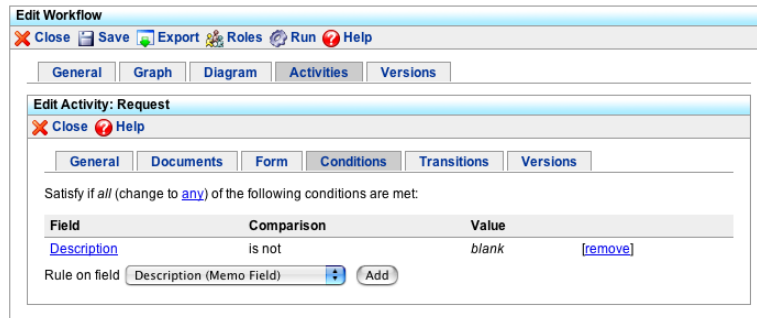 Edit Workflow
Close Save Export Roles Run Help
General Graph Diagram Activities Versions
Edit Activity: Request
Close Help
General Documents Form Conditions Transitions Versions
Satisfy if all (change to any) of the following conditions are met:
Field Comparison Value
Description is not blank [remove]
Rule on field Description (Memo Field) Add